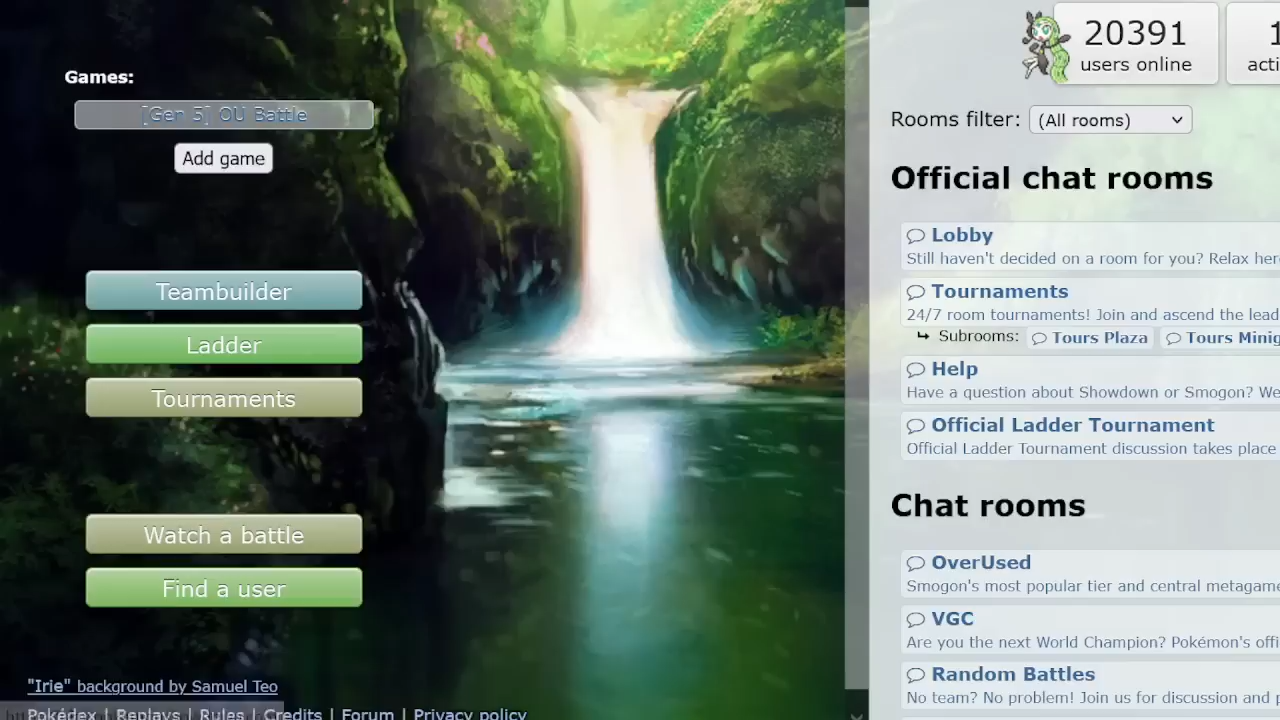 Games:
[Gen 5] OU Battle
Add game
Teambuilder
Ladder
Tournaments
Watch a battle
Find a user
"Irie" background by Samuel Teo
Pokédex | Replays | Rules | Credits | Forum | Privacy policy
20391
users online
1
acti
Rooms filter: (All rooms)
Official chat rooms
Lobby
Still haven't decided on a room for you? Relax her
Tournaments
24/7 room tournaments! Join and ascend the lead
Subrooms: Tours Plaza Tours Minig
Help
Have a question about Showdown or Smogon? We
Official Ladder Tournament
Official Ladder Tournament discussion takes place
Chat rooms
OverUsed
Smogon's most popular tier and central metagame
VGC
Are you the next World Champion? Pokémon's offi
Random Battles
No team? No problem! Join us for discussion and